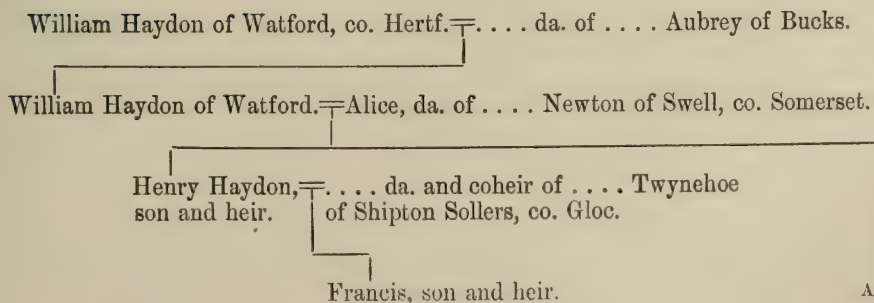 William Haydon of Watford, co. Hertf.=. . . . da. of . . . . Aubrey of Bucks.
William Haydon of Watford.=Alice, da. of . . . . Newton of Swell, co. Somerset.
Henry Haydon,=. . . . da. and coheir of . . . . Twynehoe
son and heir. of Shipton Sollers, co. Gloc.
Francis, son and heir.
A